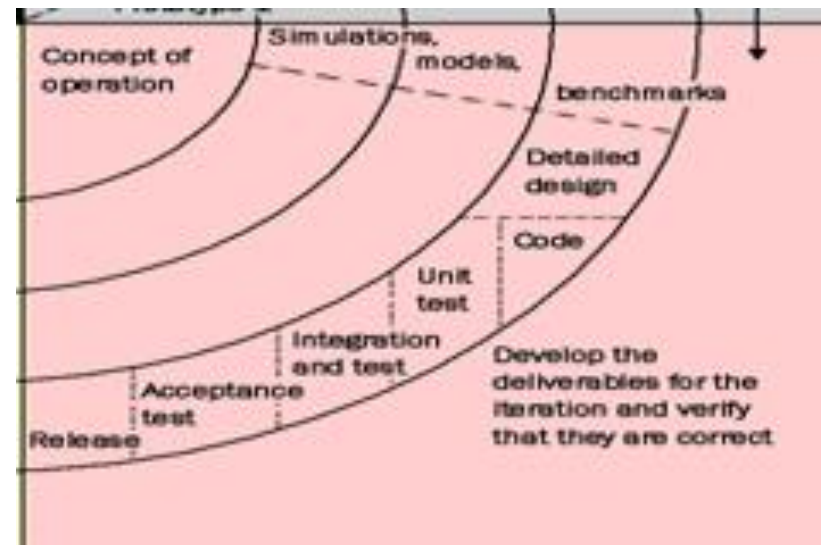 Concept of
operation
Simulations,
models,
benchmarks
Detailed
design
Code
Unit
test
Integration
and test
Acceptance
test
Release
Develop the
deliverables for the
iteration and verify
that they are correct